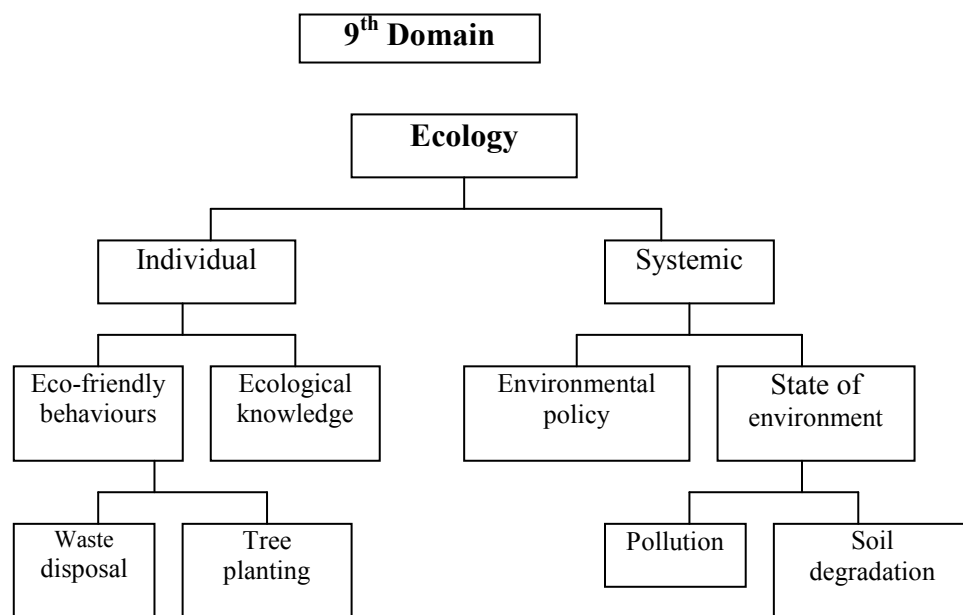 9th Domain
Ecology
Individual
Systemic
Eco-friendly
behaviours
Ecological
knowledge
Environmental
policy
State of
environment
Waste
disposal
Tree
planting
Pollution
Soil
degradation